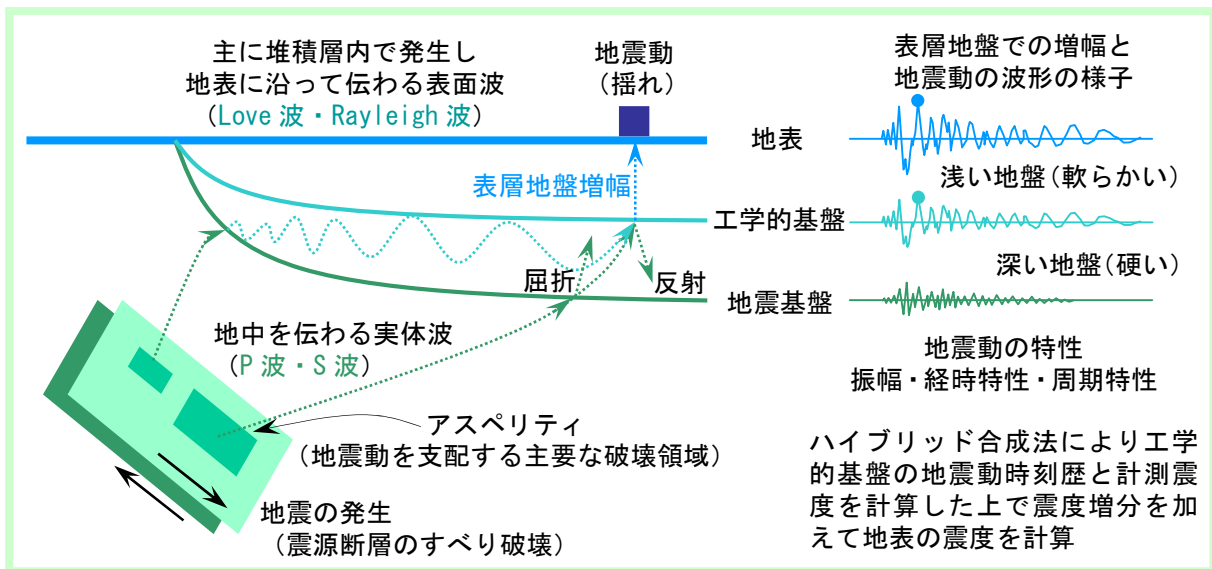 主に堆積層内で発生し
地表に沿って伝わる表面波
(Love 波・Rayleigh 波)
地震動
(揺れ)
表層地盤での増幅と
地震動の波形の様子
地表
浅い地盤(軟らかい)
表層地盤増幅
工学的基盤
深い地盤(硬い)
屈折
反射
地震基盤
地中を伝わる実体波
(P 波・S 波)
地震動の特性
振幅・経時特性・周期特性
アスペリティ
(地震動を支配する主要な破壊領域)
地震の発生
(震源断層のすべり破壊)
ハイブリッド合成法により工学
的基盤の地震動時刻歴と計測震
度を計算した上で震度増分を加
えて地表の震度を計算